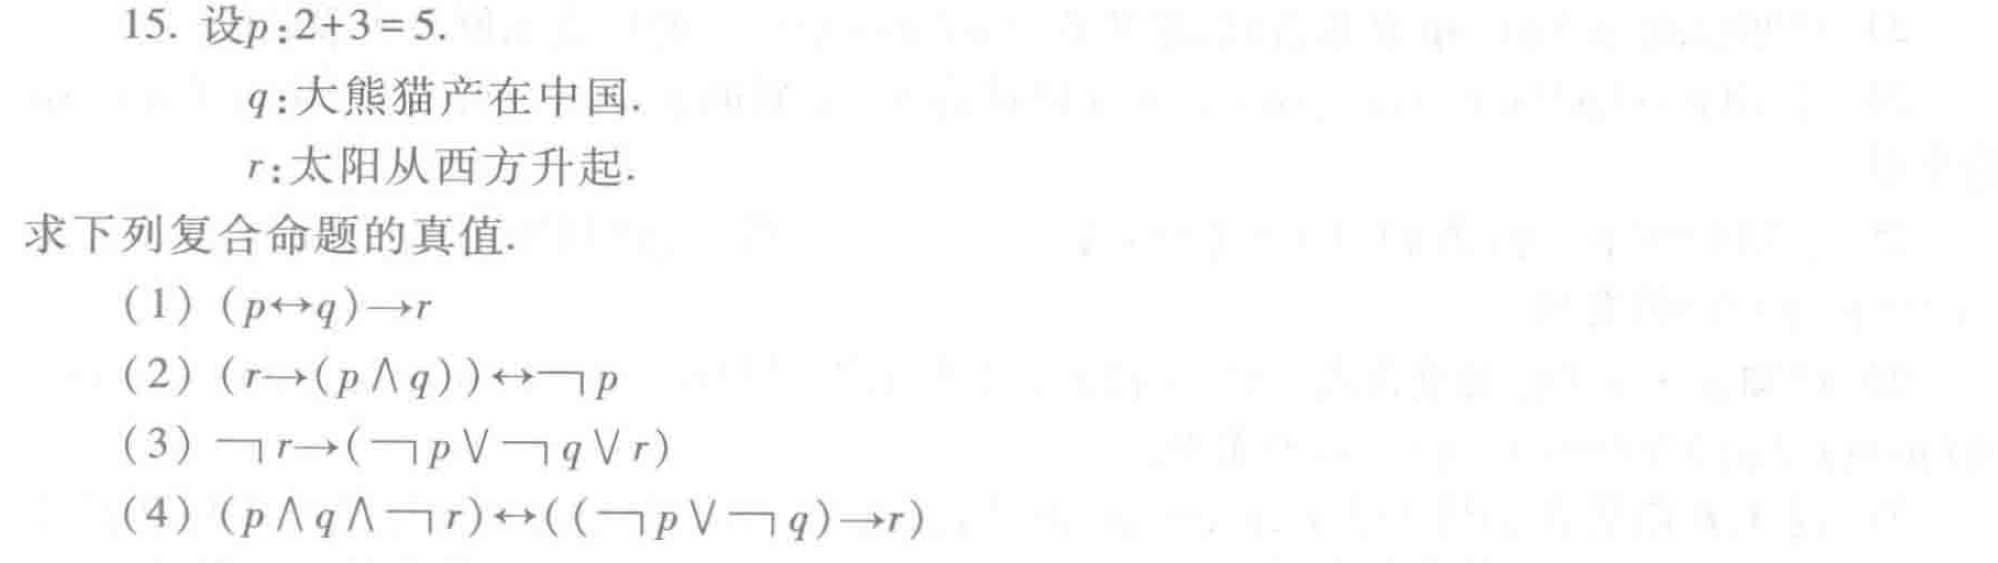 15. 设p:2+3=5.
q:大熊猫产在中国.
r:太阳从西方升起.
求下列复合命题的真值.
(1) (p↔q)→r
(2) (r→(p∧q))↔¬p
(3) ¬r→(¬p∨¬q∨r)
(4) (p∧q∧¬r)↔((¬p∨¬q)→r)